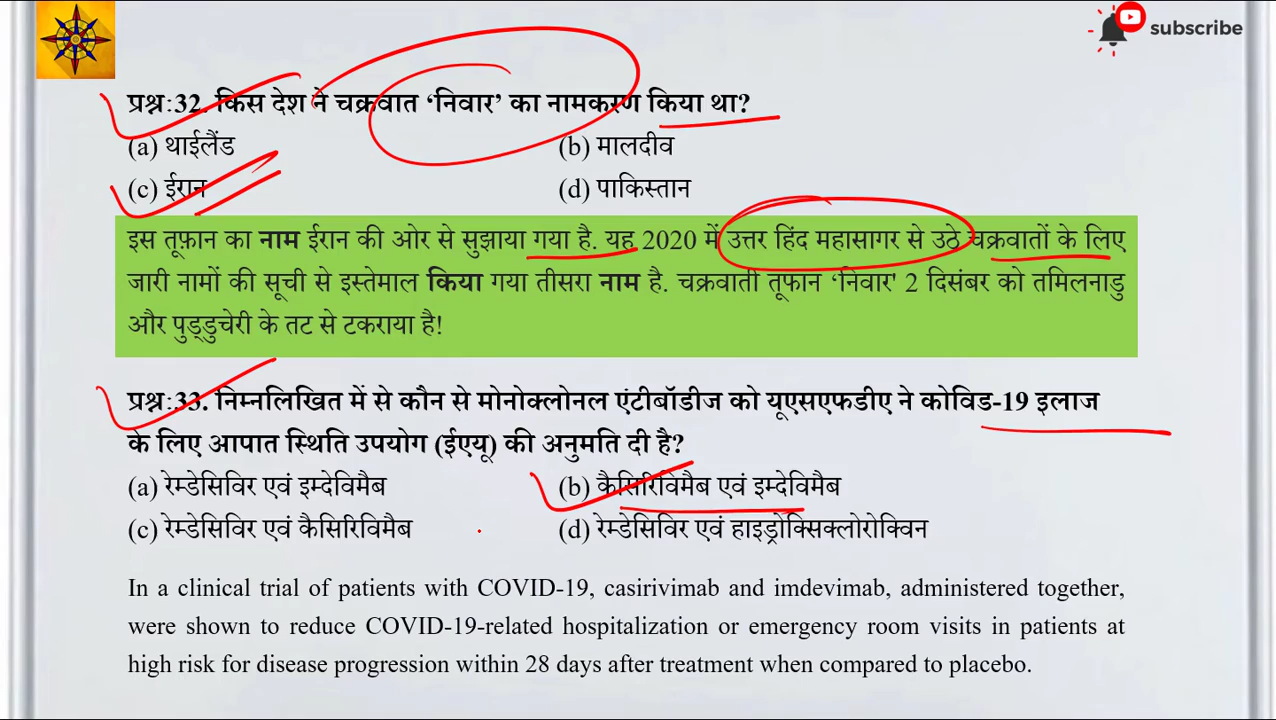 subscribe
प्रश्न:32. किस देश ने चक्रवात ‘निवार’ का नामकरण किया था?
(a) थाईलैंड (b) मालदीव
(c) ईरान (d) पाकिस्तान
इस तूफ़ान का नाम ईरान की ओर से सुझाया गया है. यह 2020 में उत्तर हिंद महासागर से उठे चक्रवातों के लिए
जारी नामों की सूची से इस्तेमाल किया गया तीसरा नाम है. चक्रवाती तूफान ‘निवार' 2 दिसंबर को तमिलनाडु
और पुड्डुचेरी के तट से टकराया है!
प्रश्न:33. निम्नलिखित में से कौन से मोनोक्लोनल एंटीबॉडीज को यूएसएफडीए ने कोविड-19 इलाज
के लिए आपात स्थिति उपयोग (ईएयू) की अनुमति दी है?
(a) रेम्डेसिविर एवं इम्देविमैब (b) कैसिरिविमैब एवं इम्देविमैब
(c) रेम्डेसिविर एवं कैसिरिविमैब (d) रेम्डेसिविर एवं हाइड्रोक्सिक्लोरोक्विन
In a clinical trial of patients with COVID-19, casirivimab and imdevimab, administered together,
were shown to reduce COVID-19-related hospitalization or emergency room visits in patients at
high risk for disease progression within 28 days after treatment when compared to placebo.